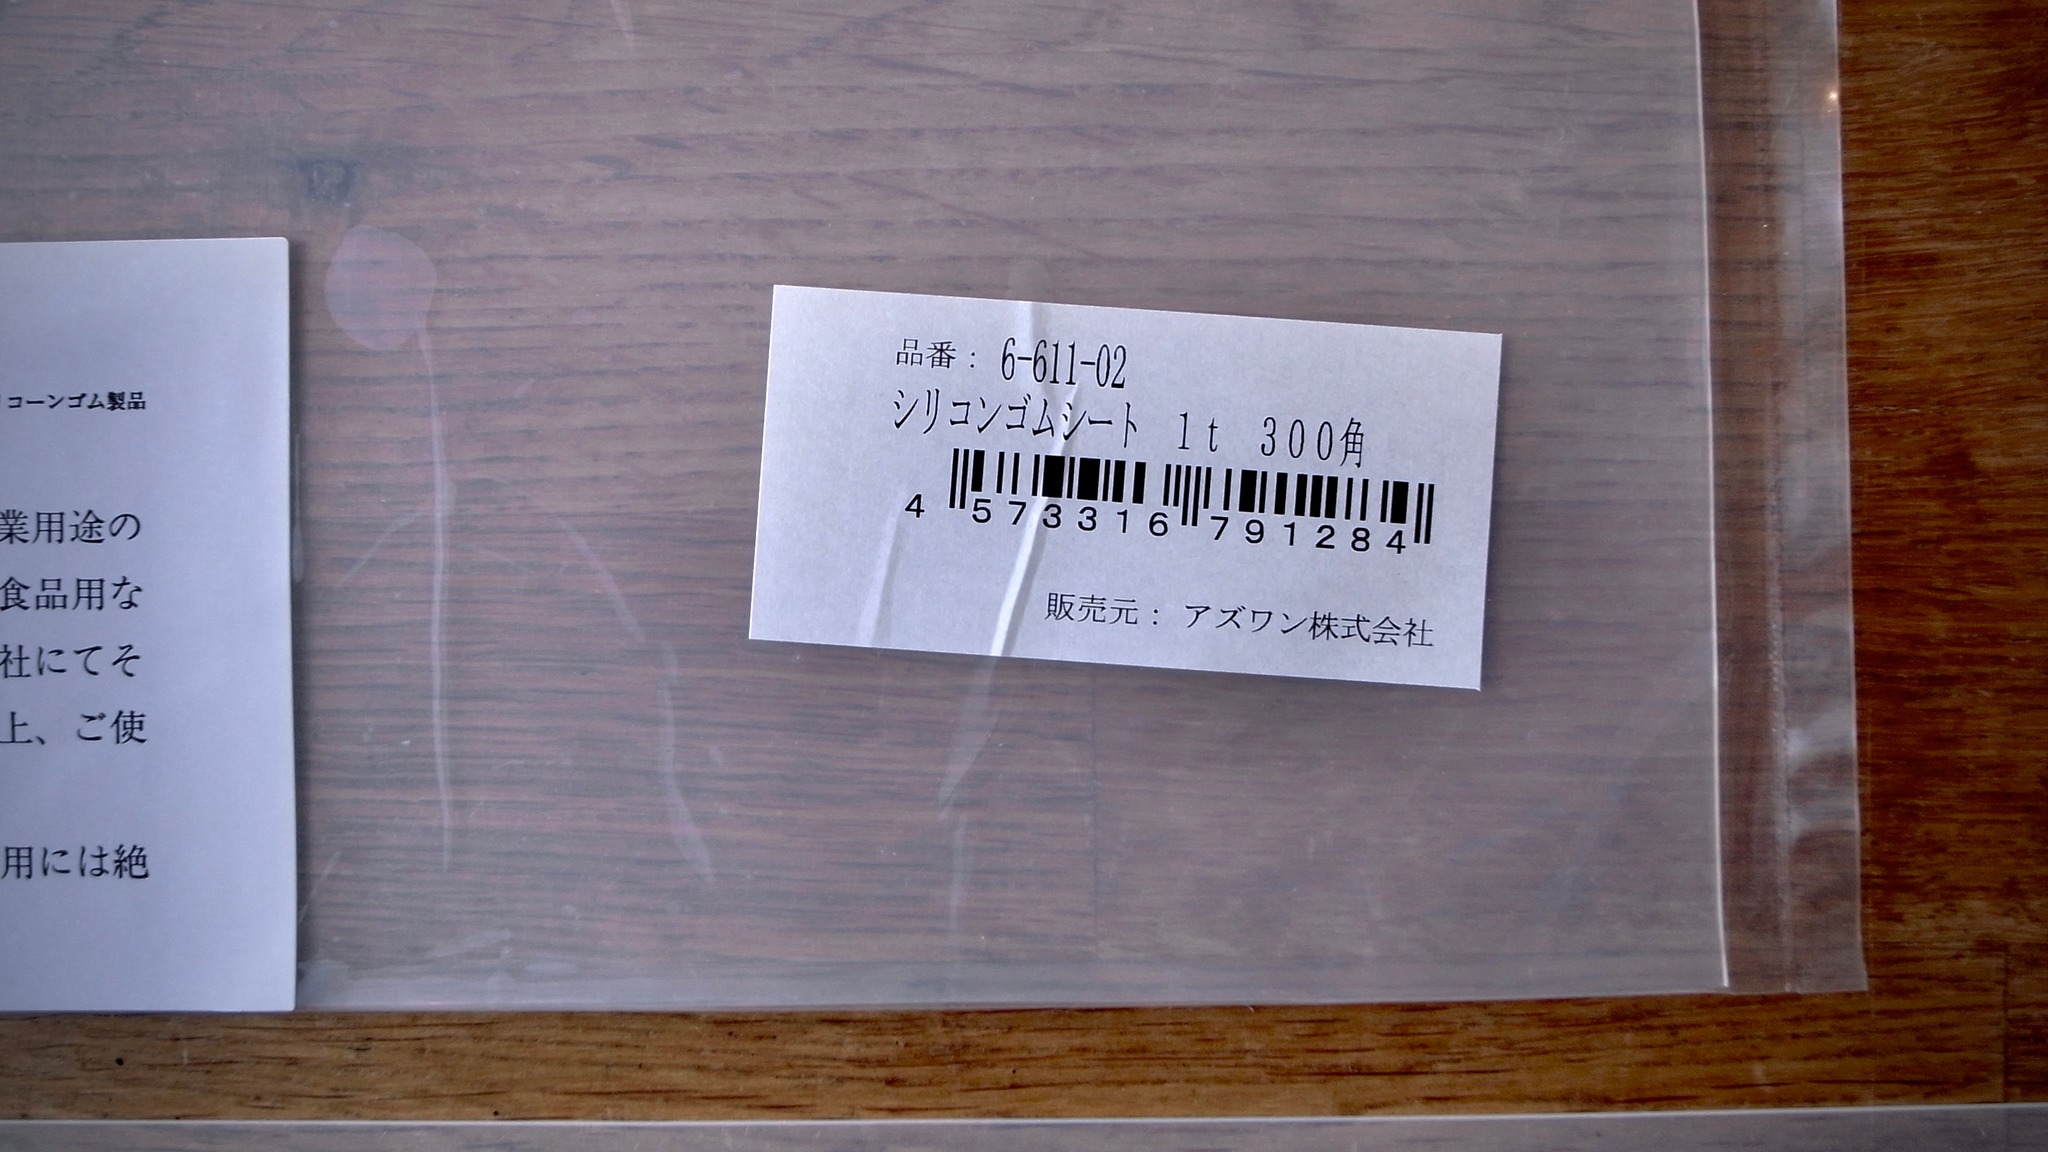 コーンゴム製品
業用途の
食品用な
社にてそ
上、ご使
用には絶
品番： 6-611-02
シリコンゴムシート 1t 300角
4 573316 791284
販売元： アズワン株式会社